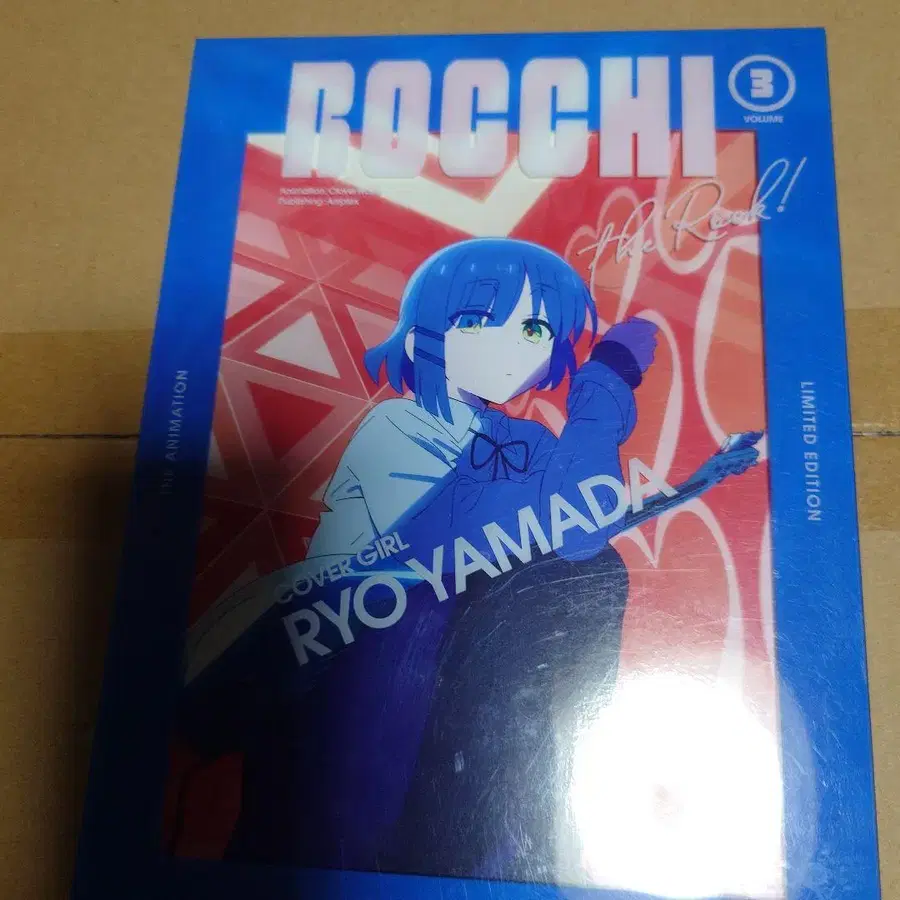 BOCCHI
3
VOLUME
the Rock!
THE ANIMATION
LIMITED EDITION
COVER GIRL
RYO YAMADA